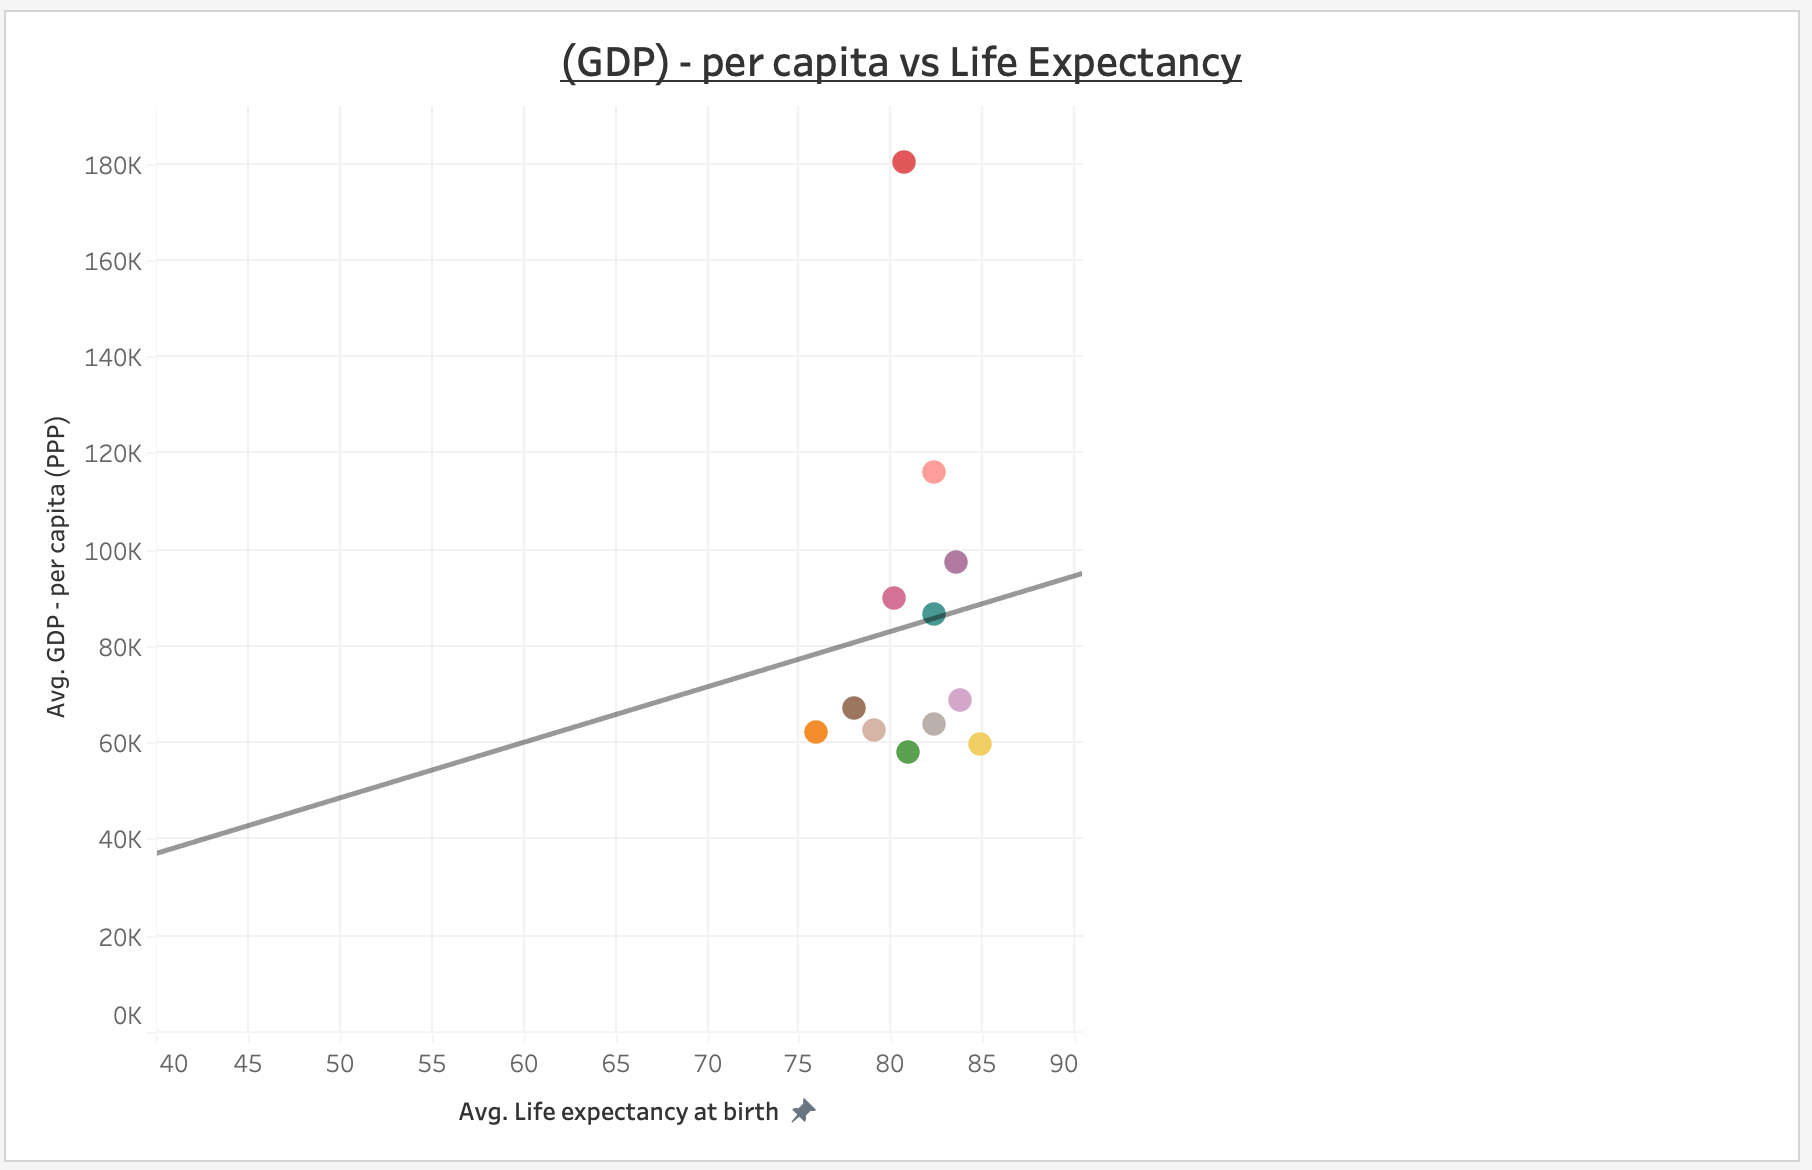 (GDP) - per capita vs Life Expectancy
180K
160K
140K
120K
100K
80K
60K
40K
20K
0K
Avg. GDP - per capita (PPP)
40 45 50 55 60 65 70 75 80 85 90
Avg. Life expectancy at birth